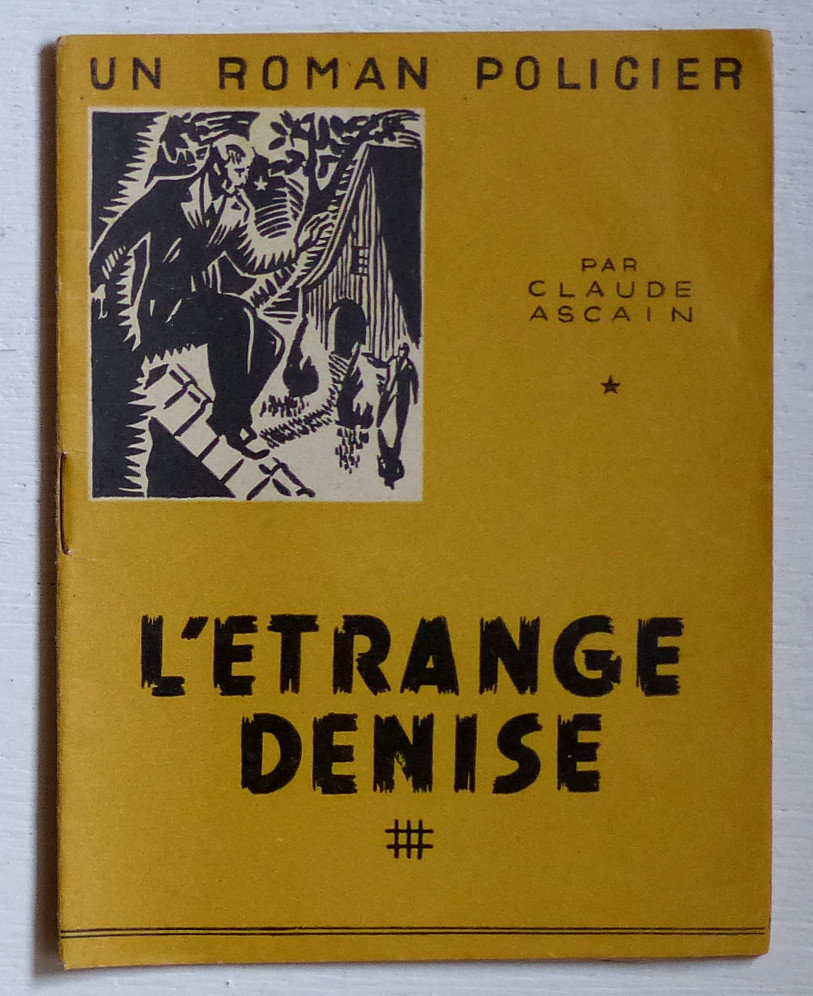 UN ROMAN POLICIER
PAR
CLAUDE
ASCAIN
L'ETRANGE
DENISE